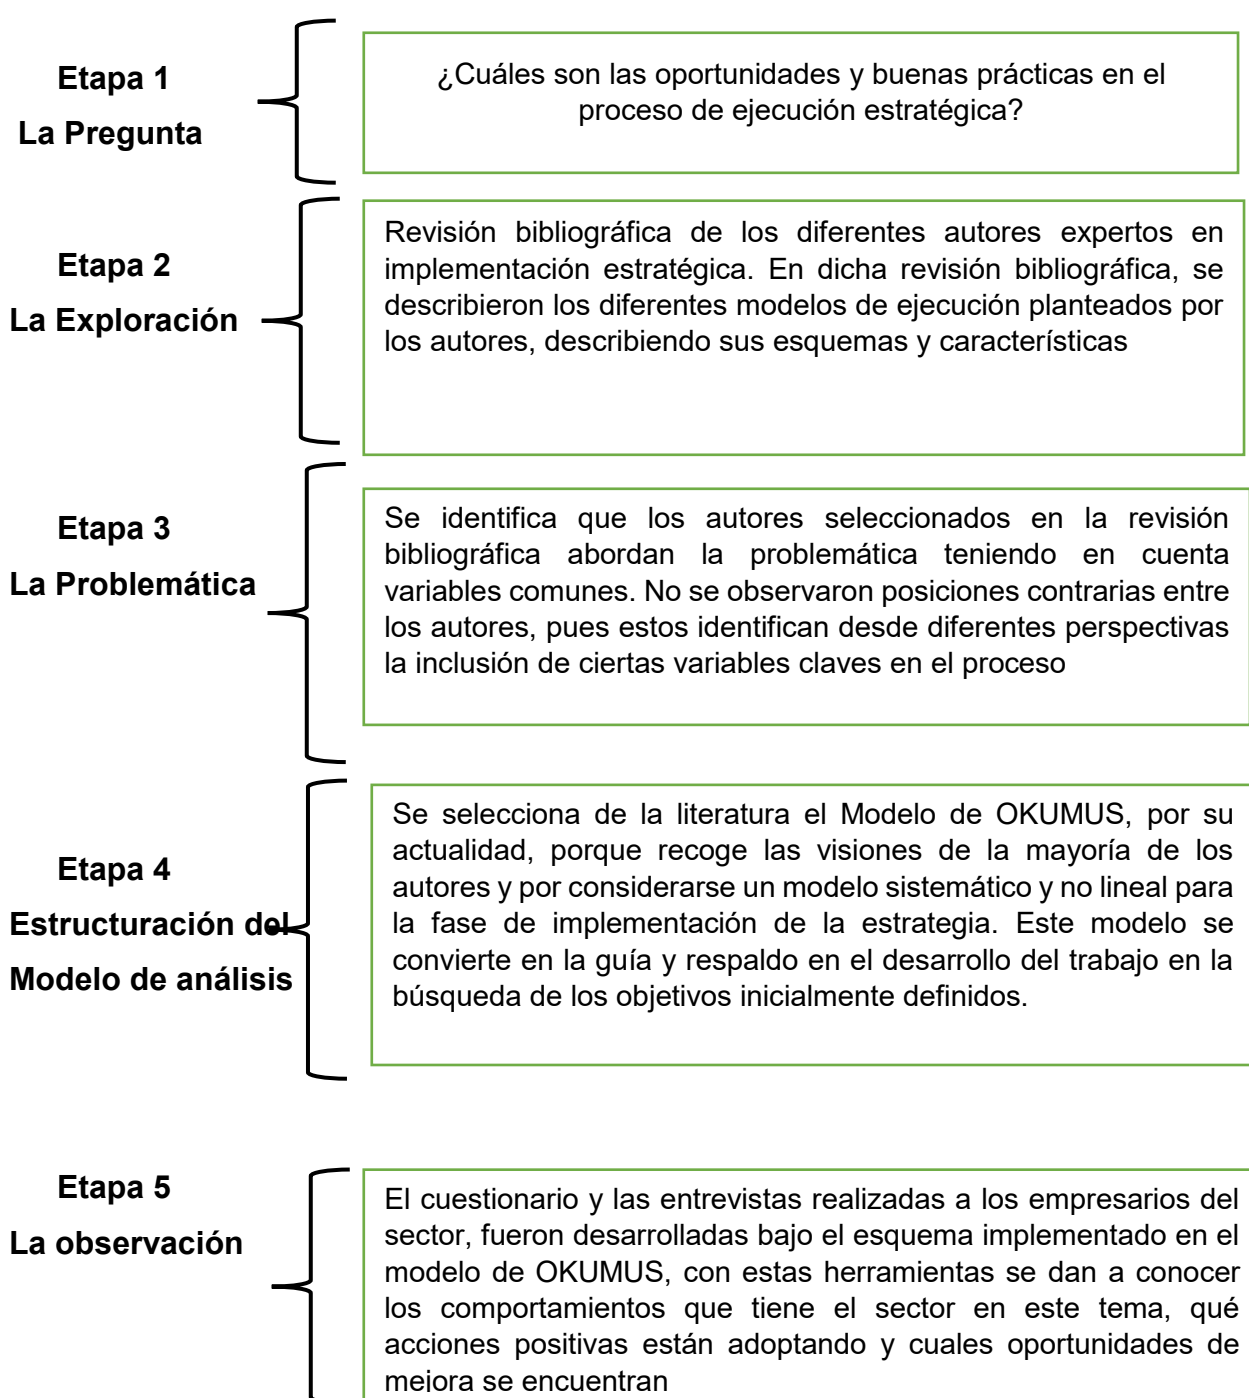 Etapa 1
La Pregunta
¿Cuáles son las oportunidades y buenas prácticas en el
proceso de ejecución estratégica?
Etapa 2
La Exploración
Revisión bibliográfica de los diferentes autores expertos en
implementación estratégica. En dicha revisión bibliográfica, se
describieron los diferentes modelos de ejecución planteados por
los autores, describiendo sus esquemas y características
Etapa 3
La Problemática
Se identifica que los autores seleccionados en la revisión
bibliográfica abordan la problemática teniendo en cuenta
variables comunes. No se observaron posiciones contrarias entre
los autores, pues estos identifican desde diferentes perspectivas
la inclusión de ciertas variables claves en el proceso
Etapa 4
Estructuración del
Modelo de análisis
Se selecciona de la literatura el Modelo de OKUMUS, por su
actualidad, porque recoge las visiones de la mayoría de los
autores y por considerarse un modelo sistemático y no lineal para
la fase de implementación de la estrategia. Este modelo se
convierte en la guía y respaldo en el desarrollo del trabajo en la
búsqueda de los objetivos inicialmente definidos.
Etapa 5
La observación
El cuestionario y las entrevistas realizadas a los empresarios del
sector, fueron desarrolladas bajo el esquema implementado en el
modelo de OKUMUS, con estas herramientas se dan a conocer
los comportamientos que tiene el sector en este tema, qué
acciones positivas están adoptando y cuales oportunidades de
mejora se encuentran